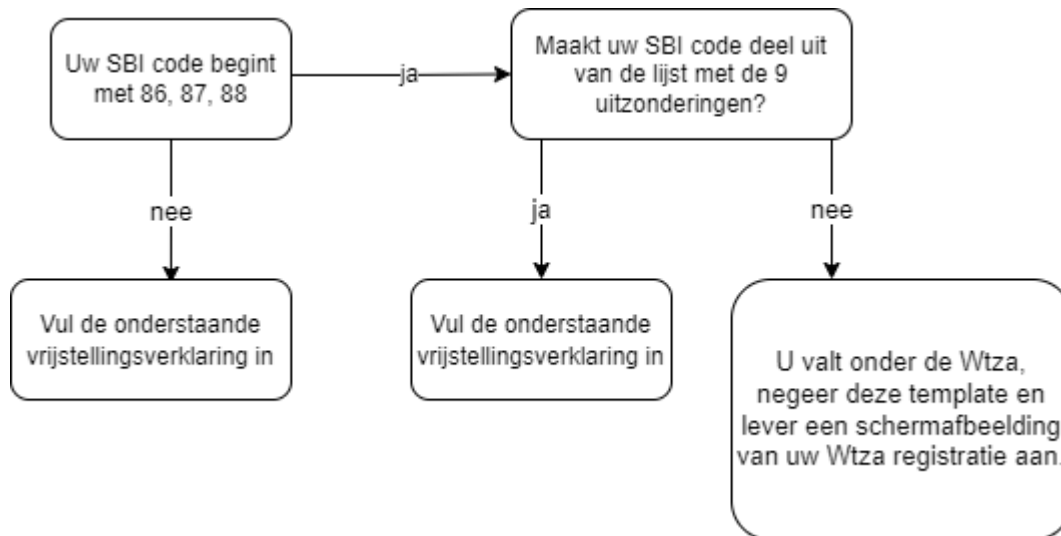 Uw SBI code begint
met 86, 87, 88
ja
Maakt uw SBI code deel uit
van de lijst met de 9
uitzonderingen?
nee
ja
nee
Vul de onderstaande
vrijstellingsverklaring in
Vul de onderstaande
vrijstellingsverklaring in
U valt onder de Wtza,
negeer deze template en
lever een schermafbeelding
van uw Wtza registratie aan.